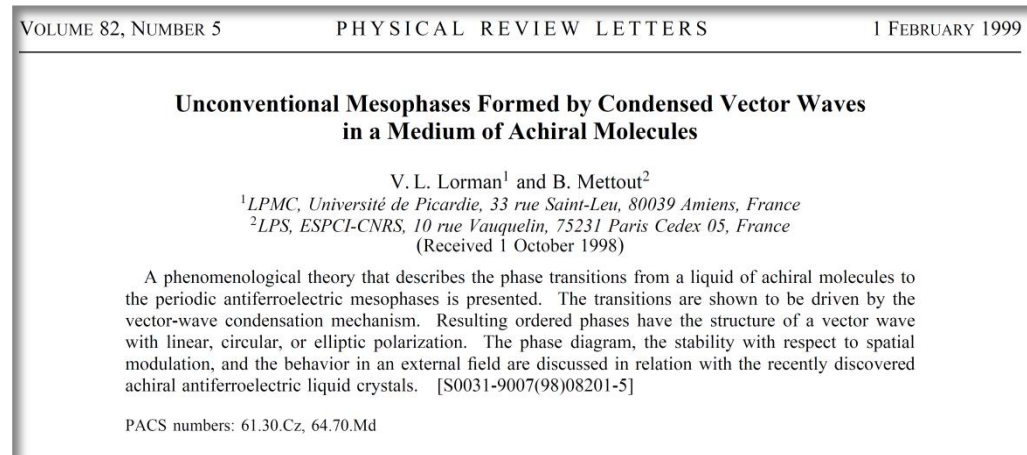 VOLUME 82, NUMBER 5 PHYSICAL REVIEW LETTERS 1 FEBRUARY 1999
Unconventional Mesophases Formed by Condensed Vector Waves
in a Medium of Achiral Molecules
V. L. Lorman1 and B. Mettout2
1LPMC, Université de Picardie, 33 rue Saint-Leu, 80039 Amiens, France
2LPS, ESPCI-CNRS, 10 rue Vauquelin, 75231 Paris Cedex 05, France
(Received 1 October 1998)
A phenomenological theory that describes the phase transitions from a liquid of achiral molecules to
the periodic antiferroelectric mesophases is presented. The transitions are shown to be driven by the
vector-wave condensation mechanism. Resulting ordered phases have the structure of a vector wave
with linear, circular, or elliptic polarization. The phase diagram, the stability with respect to spatial
modulation, and the behavior in an external field are discussed in relation with the recently discovered
achiral antiferroelectric liquid crystals. [S0031-9007(98)08201-5]
PACS numbers: 61.30.Cz, 64.70.Md